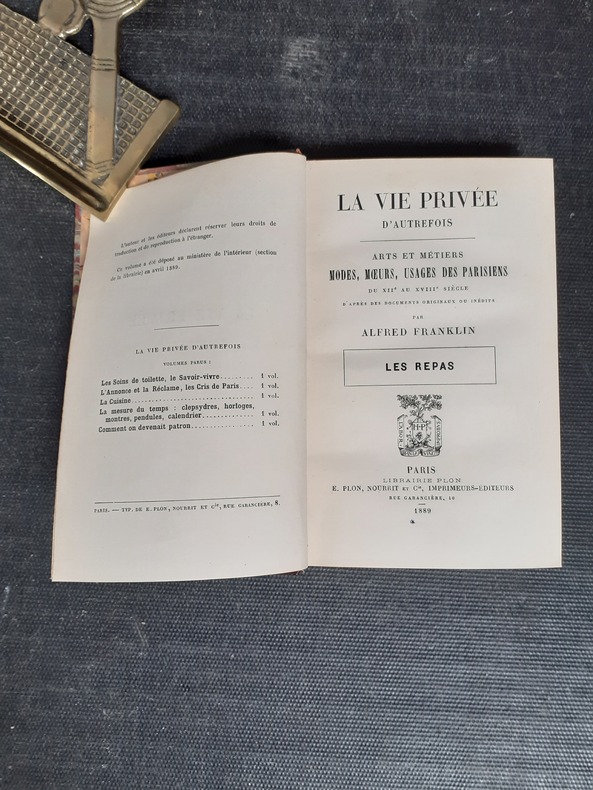 L'auteur et les éditeurs déclarent réserver leurs droits de
traduction et de reproduction à l'étranger.
Ce volume a été déposé au ministère de l'intérieur (section
de la librairie) en avril 1889.
LA VIE PRIVÉE D'AUTREFOIS
VOLUMES PARUS :
Les Soins de toilette, le Savoir-vivre......... 1 vol.
L'Annonce et la Réclame, les Cris de Paris.... 1 vol.
La Cuisine................................... 1 vol.
La mesure du temps : clepsydres, horloges,
montres, pendules, calendrier............... 1 vol.
Comment on devenait patron................ 1 vol.
PARIS. — TYP. DE E. PLON, NOURRIT ET Cie, RUE GARANCIÈRE, 8.
LA VIE PRIVÉE
D'AUTREFOIS
ARTS ET MÉTIERS
MODES, MŒURS, USAGES DES PARISIENS
DU XIIe AU XVIIIe SIÈCLE
D'APRÈS DES DOCUMENTS ORIGINAUX OU INÉDITS
PAR
ALFRED FRANKLIN
LES REPAS
LABOR
H·P
PARIS
LIBRAIRIE PLON
E. PLON, NOURRIT ET Cie, IMPRIMEURS-ÉDITEURS
RUE GARANCIÈRE, 10
1889